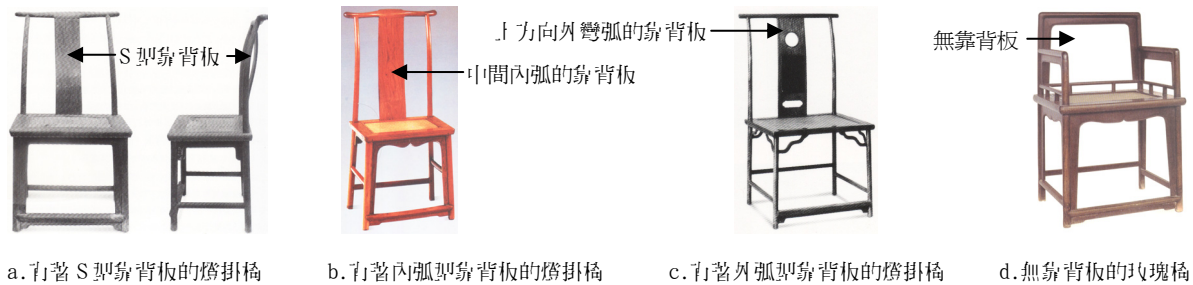 S 型靠背板
中間內弧的靠背板
上方向外彎弧的靠背板
無靠背板
a.有著 S 型靠背板的燈掛椅
b.有著內弧型靠背板的燈掛椅
c.有著外弧型靠背板的燈掛椅
d.無靠背板的玫瑰椅